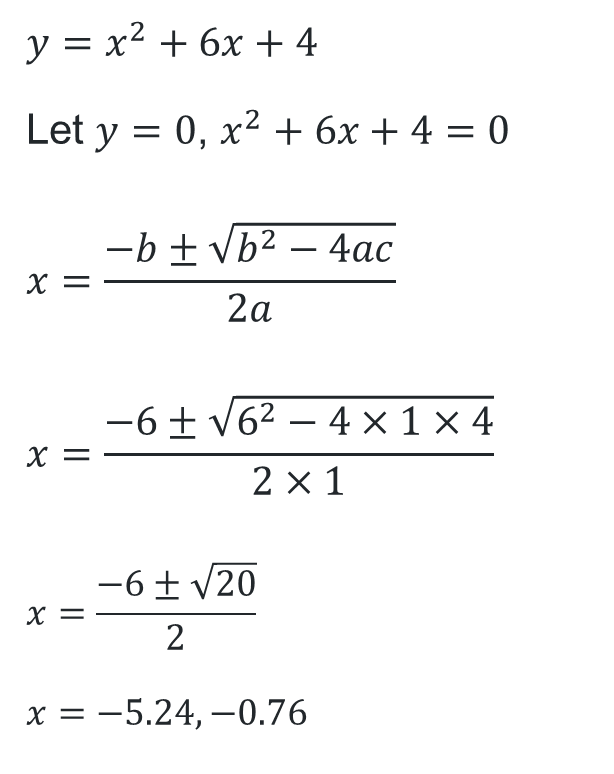 y = x² + 6x + 4
Let y = 0, x² + 6x + 4 = 0
x = (−b ± √(b² − 4ac)) / 2a
x = (−6 ± √(6² − 4 × 1 × 4)) / (2 × 1)
x = (−6 ± √20) / 2
x = −5.24, −0.76